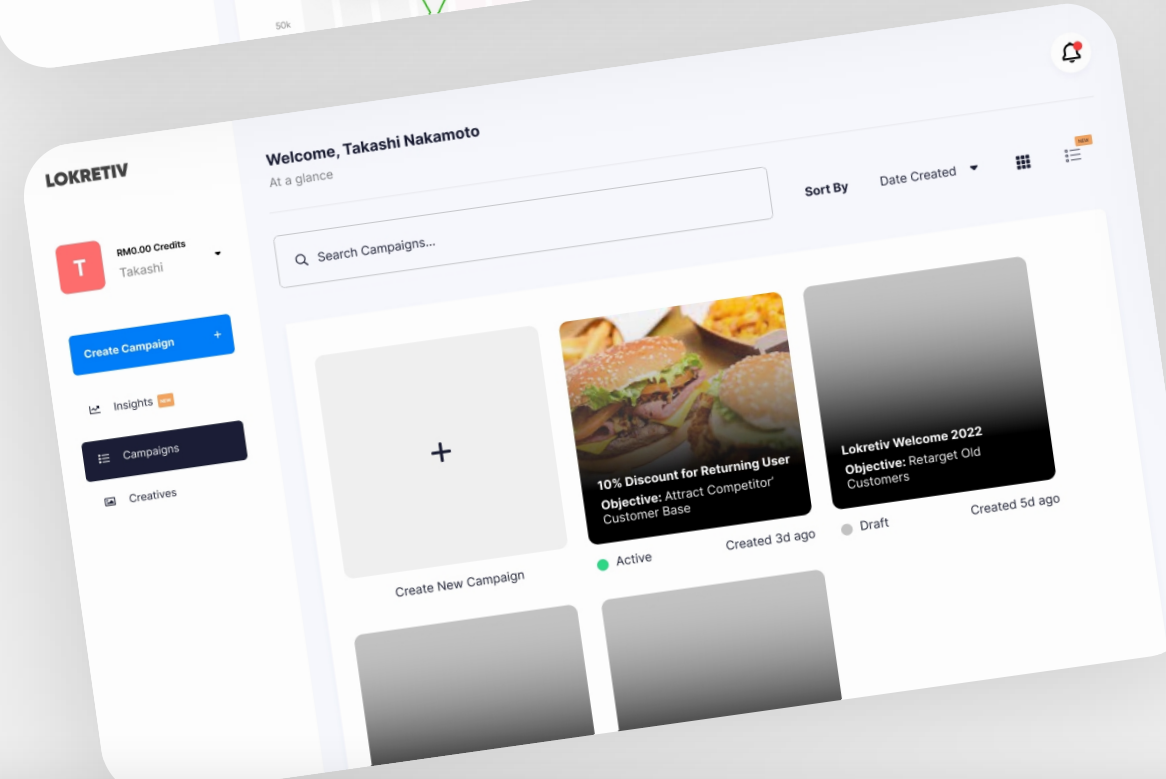 50k
LOKRETIV
Welcome, Takashi Nakamoto
At a glance
T
RM0.00 Credits
Takashi
Search Campaigns...
Sort By
Date Created
NEW
Create Campaign +
Insights NEW
Campaigns
Creatives
+
Create New Campaign
10% Discount for Returning User
Objective: Attract Competitor'
Customer Base
Active
Created 3d ago
Lokretiv Welcome 2022
Objective: Retarget Old
Customers
Draft
Created 5d ago